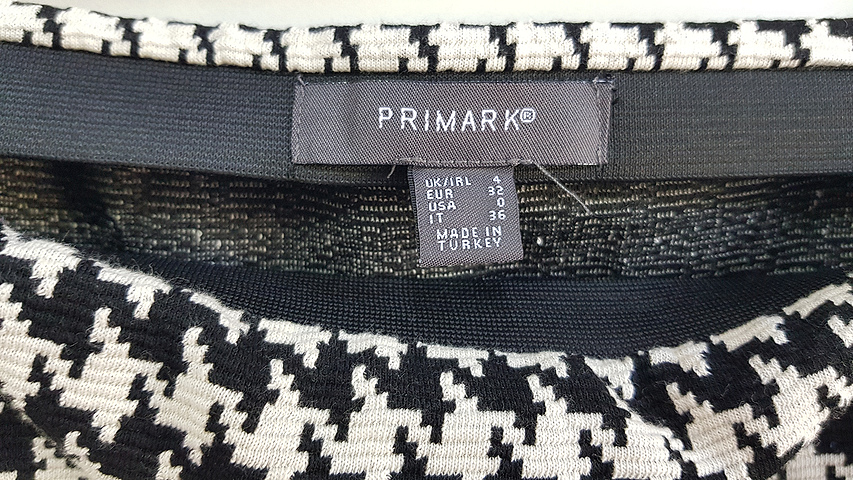 PRIMARK®
UK/IRL 4
EUR 32
USA 0
IT 36
MADE IN
TURKEY